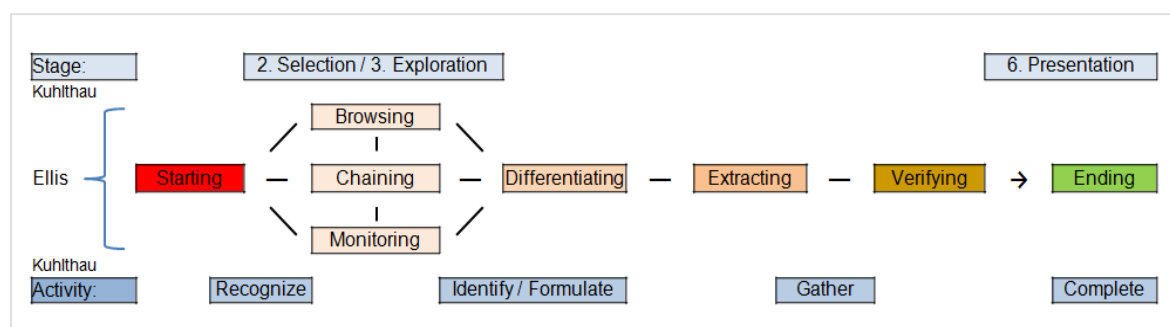 Stage: 2. Selection / 3. Exploration 6. Presentation
Kuhlthau
Browsing
Ellis Starting Chaining Differentiating Extracting Verifying Ending
Monitoring
Kuhlthau
Activity: Recognize Identify / Formulate Gather Complete